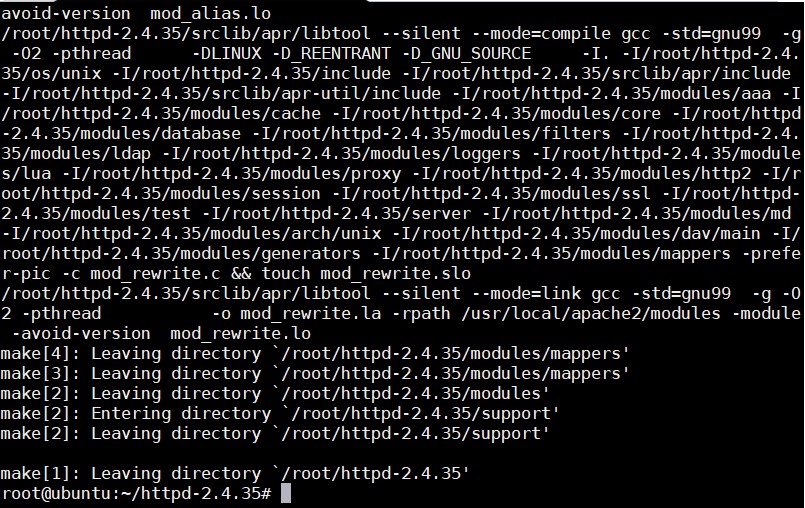 avoid-version  mod_alias.lo
/root/httpd-2.4.35/srclib/apr/libtool --silent --mode=compile gcc -std=gnu99  -g
 -O2 -pthread      -DLINUX -D_REENTRANT -D_GNU_SOURCE     -I. -I/root/httpd-2.4.
35/os/unix -I/root/httpd-2.4.35/include -I/root/httpd-2.4.35/srclib/apr/include
-I/root/httpd-2.4.35/srclib/apr-util/include -I/root/httpd-2.4.35/modules/aaa -I
/root/httpd-2.4.35/modules/cache -I/root/httpd-2.4.35/modules/core -I/root/httpd
-2.4.35/modules/database -I/root/httpd-2.4.35/modules/filters -I/root/httpd-2.4.
35/modules/ldap -I/root/httpd-2.4.35/modules/loggers -I/root/httpd-2.4.35/module
s/lua -I/root/httpd-2.4.35/modules/proxy -I/root/httpd-2.4.35/modules/http2 -I/r
oot/httpd-2.4.35/modules/session -I/root/httpd-2.4.35/modules/ssl -I/root/httpd-
2.4.35/modules/test -I/root/httpd-2.4.35/server -I/root/httpd-2.4.35/modules/md
-I/root/httpd-2.4.35/modules/arch/unix -I/root/httpd-2.4.35/modules/dav/main -I/
root/httpd-2.4.35/modules/generators -I/root/httpd-2.4.35/modules/mappers -prefe
r-pic -c mod_rewrite.c && touch mod_rewrite.slo
/root/httpd-2.4.35/srclib/apr/libtool --silent --mode=link gcc -std=gnu99  -g -O
2 -pthread         -o mod_rewrite.la -rpath /usr/local/apache2/modules -module
 -avoid-version  mod_rewrite.lo
make[4]: Leaving directory `/root/httpd-2.4.35/modules/mappers'
make[3]: Leaving directory `/root/httpd-2.4.35/modules/mappers'
make[2]: Leaving directory `/root/httpd-2.4.35/modules'
make[2]: Entering directory `/root/httpd-2.4.35/support'
make[2]: Leaving directory `/root/httpd-2.4.35/support'
make[1]: Leaving directory `/root/httpd-2.4.35'
root@ubuntu:~/httpd-2.4.35#